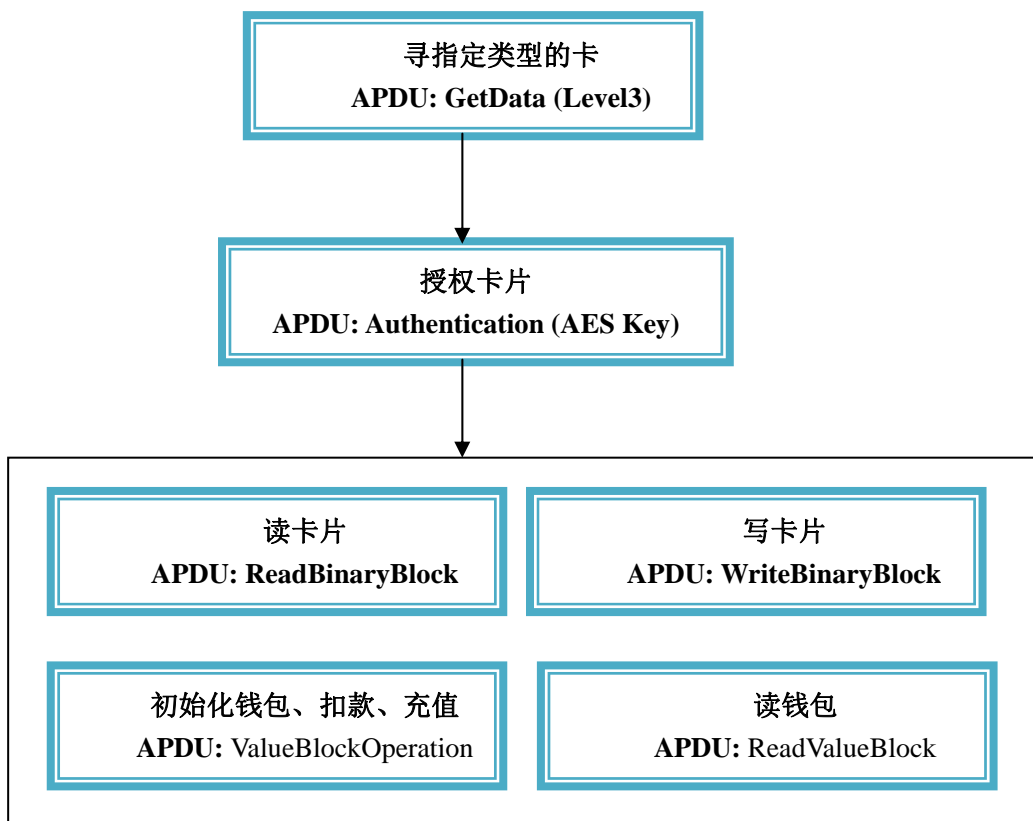 寻指定类型的卡
APDU: GetData (Level3)
授权卡片
APDU: Authentication (AES Key)
读卡片
APDU: ReadBinaryBlock
写卡片
APDU: WriteBinaryBlock
初始化钱包、扣款、充值
APDU: ValueBlockOperation
读钱包
APDU: ReadValueBlock